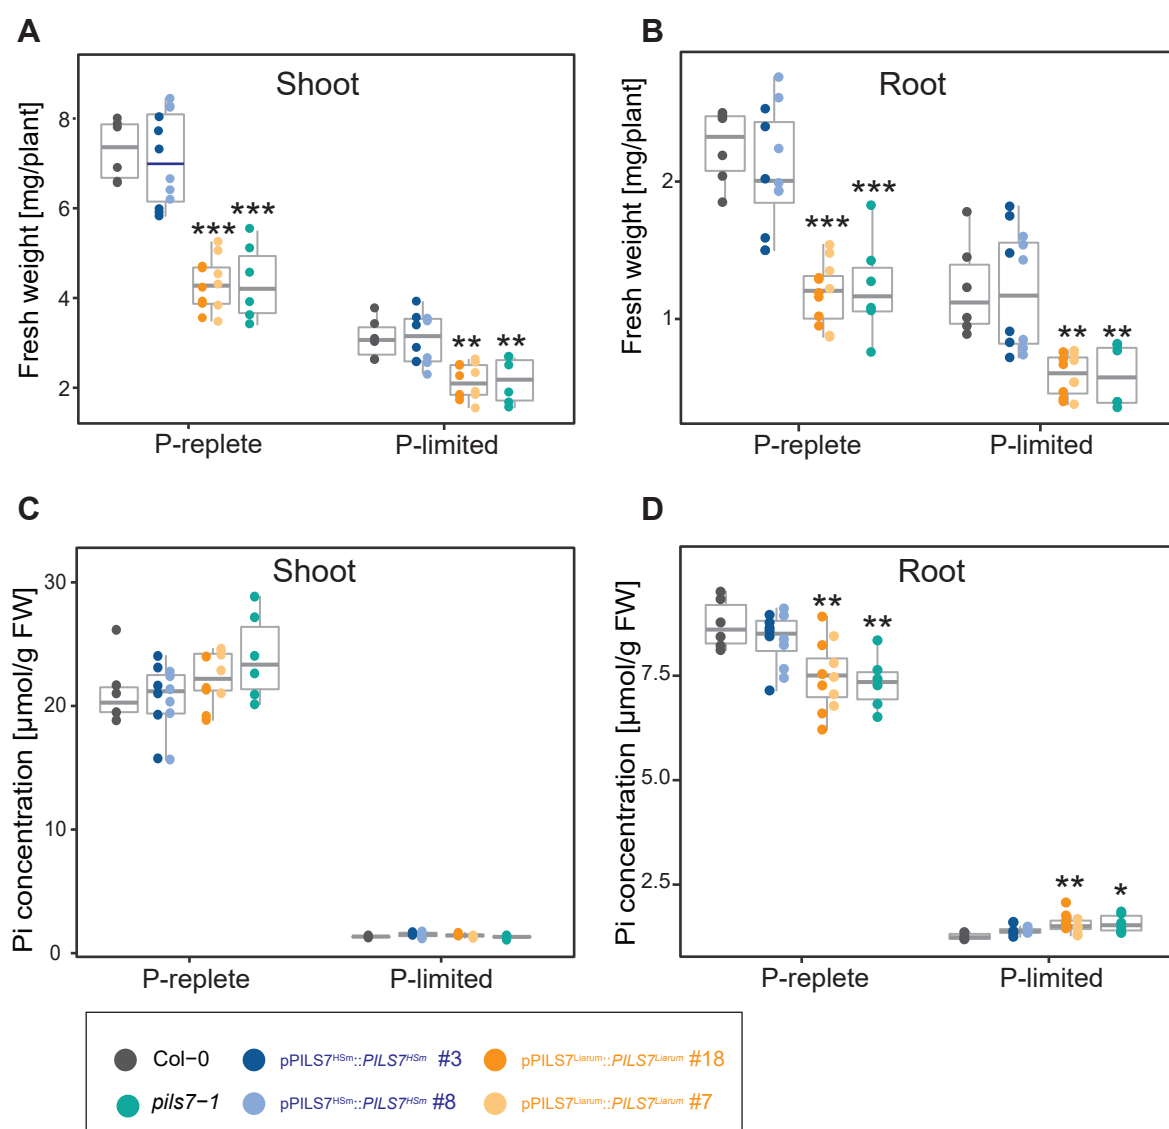 A
Shoot
Fresh weight [mg/plant]
8
6
4
2
***
***
**
**
P-replete
P-limited
B
Root
Fresh weight [mg/plant]
2
1
***
***
**
**
P-replete
P-limited
C
Shoot
Pi concentration [µmol/g FW]
30
20
10
0
P-replete
P-limited
D
Root
Pi concentration [µmol/g FW]
7.5
5.0
2.5
**
**
**
*
P-replete
P-limited
Col−0
pPILS7HSm::PILS7HSm #3
pPILS7Liarum::PILS7Liarum #18
pils7−1
pPILS7HSm::PILS7HSm #8
pPILS7Liarum::PILS7Liarum #7